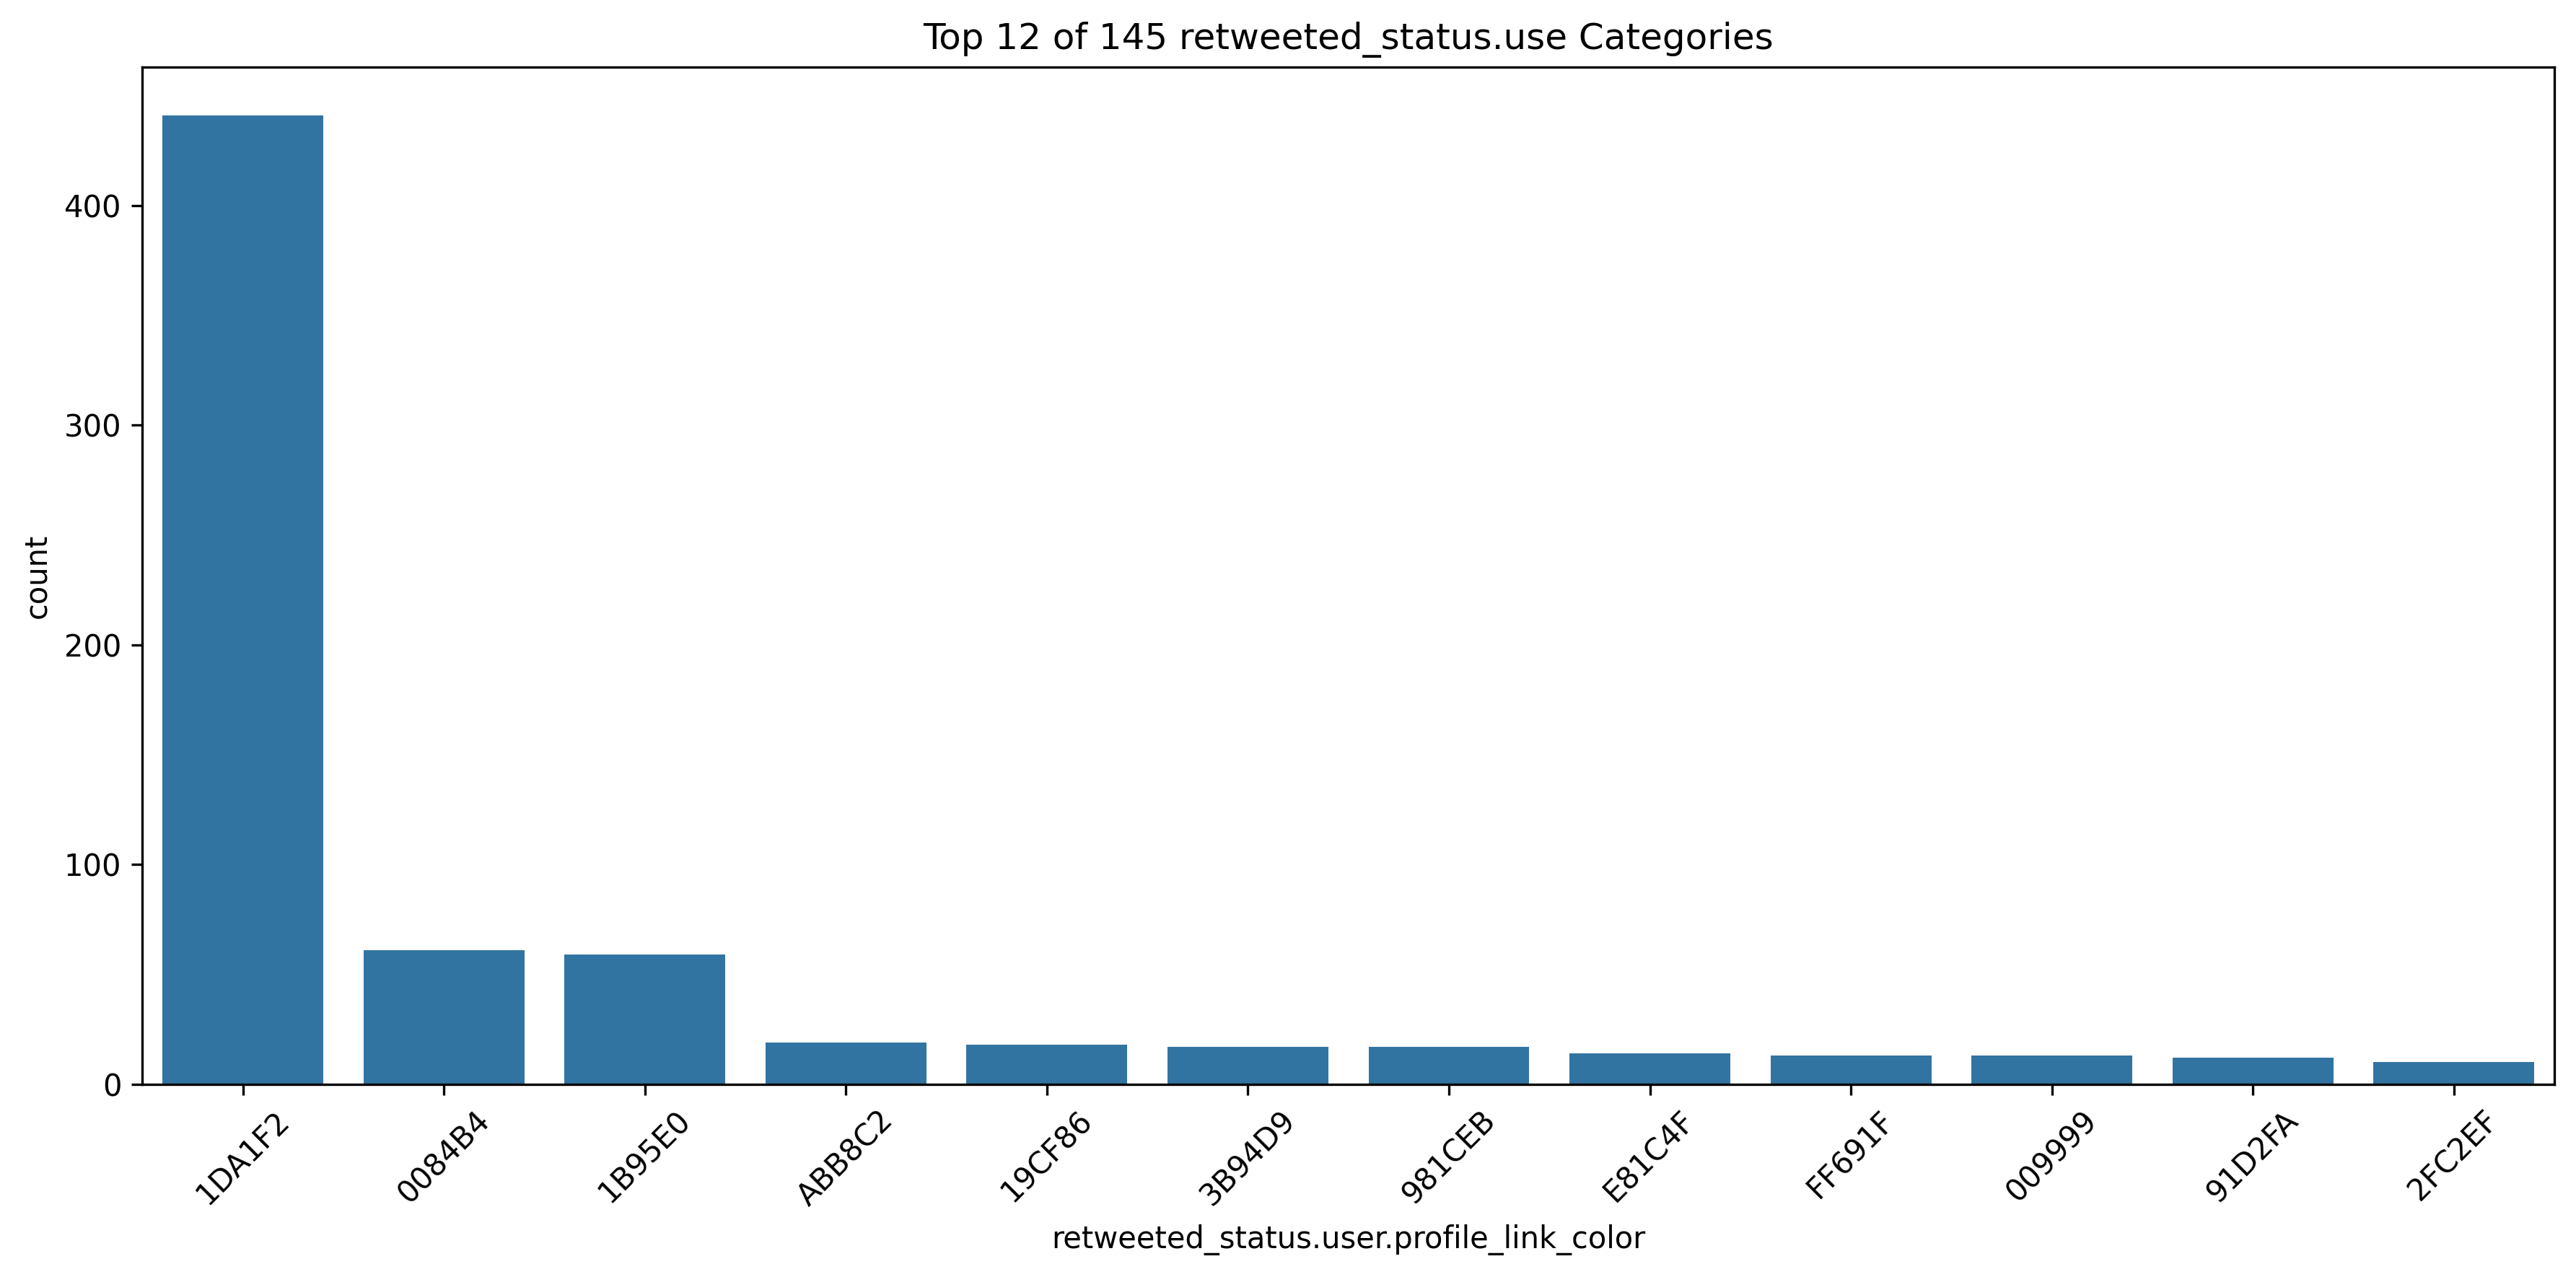 Top 12 of 145 retweeted_status.use Categories
count
400
300
200
100
0
1DA1F2
0084B4
1B95E0
ABB8C2
19CF86
3B94D9
981CEB
E81C4F
FF691F
009999
91D2FA
2FC2EF
retweeted_status.user.profile_link_color